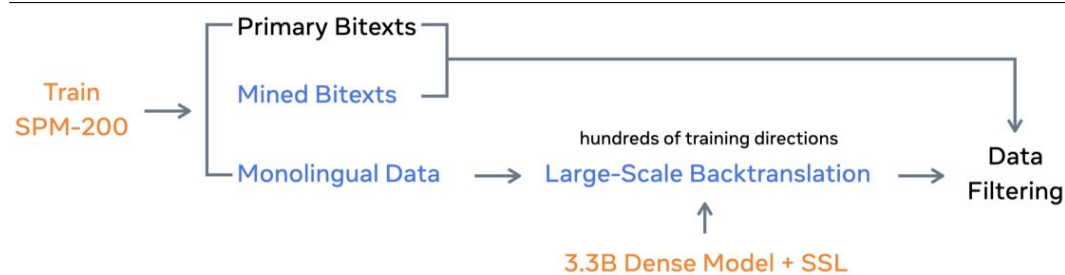 Train
SPM-200
Primary Bitexts
Mined Bitexts
Monolingual Data
hundreds of training directions
Large-Scale Backtranslation
3.3B Dense Model + SSL
Data
Filtering